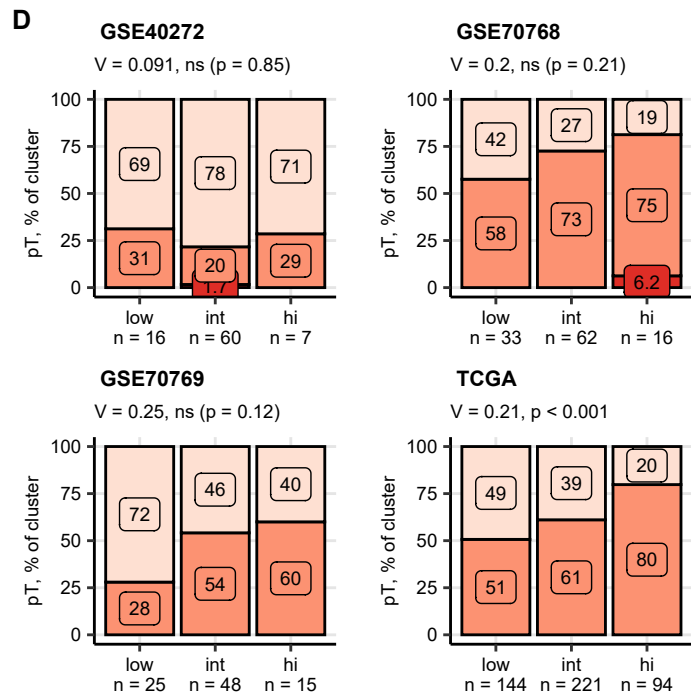 D
GSE40272
V = 0.091, ns (p = 0.85)
pT, % of cluster
100
75
50
25
0
69
31
78
20
1.7
71
29
low
n = 16
int
n = 60
hi
n = 7
GSE70768
V = 0.2, ns (p = 0.21)
pT, % of cluster
100
75
50
25
0
42
58
27
73
19
75
6.2
low
n = 33
int
n = 62
hi
n = 16
GSE70769
V = 0.25, ns (p = 0.12)
pT, % of cluster
100
75
50
25
0
72
28
46
54
40
60
low
n = 25
int
n = 48
hi
n = 15
TCGA
V = 0.21, p < 0.001
pT, % of cluster
100
75
50
25
0
49
51
39
61
20
80
low
n = 144
int
n = 221
hi
n = 94